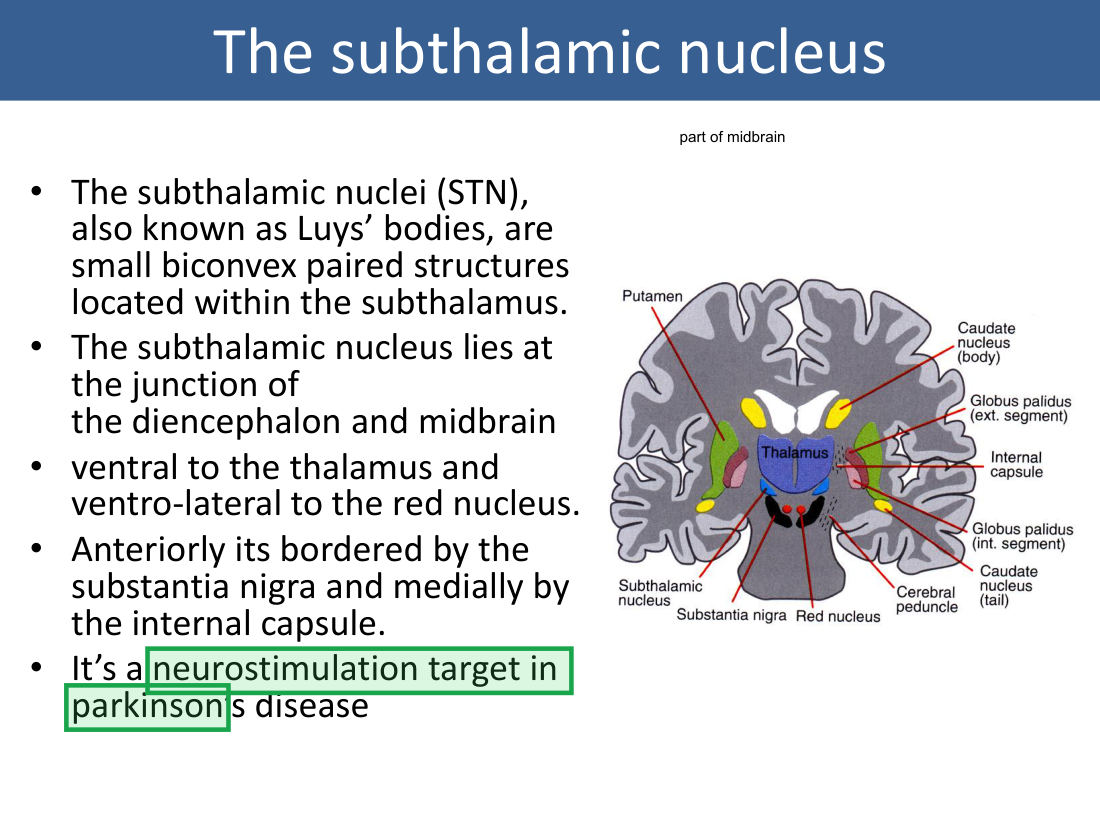 The subthalamic nucleus
part of midbrain
• The subthalamic nuclei (STN),
also known as Luys’ bodies, are
small biconvex paired structures
located within the subthalamus.
• The subthalamic nucleus lies at
the junction of
the diencephalon and midbrain
• ventral to the thalamus and
ventro-lateral to the red nucleus.
• Anteriorly its bordered by the
substantia nigra and medially by
the internal capsule.
• It’s a neurostimulation target in
parkinson’s disease
Putamen
Caudate
nucleus
(body)
Globus palidus
(ext. segment)
Thalamus
Internal
capsule
Globus palidus
(int. segment)
Caudate
nucleus
(tail)
Subthalamic
nucleus
Substantia nigra
Red nucleus
Cerebral
peduncle